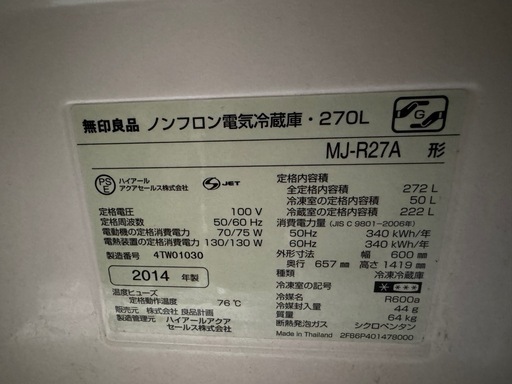 無印良品 ノンフロン電気冷蔵庫・270L
G
MJ-R27A 形
PS E ハイアール
アクアセールス株式会社
S JET
定格電圧 100 V
定格周波数 50/60 Hz
電動機の定格消費電力 70/75 W
電熱装置の定格消費電力 130/130 W
製造番号 4TW01030
2014 年製
温度ヒューズ
定格動作温度 76℃
販売元 株式会社 良品計画
製造管理元 ハイアールアクア
セールス株式会社
定格内容積
全定格内容積 272 L
冷凍室の定格内容積 50 L
冷蔵室の定格内容積 222 L
消費電力量 (JIS C 9801-2006年)
50Hz 340 kWh/年
60Hz 340 kWh/年
外形寸法 幅 600 mm
奥行 657 mm 高さ 1419 mm
種類 冷凍冷蔵庫
冷凍室の記号
冷媒名 R600a
冷媒封入量 44 g
質量 64 kg
断熱発泡ガス シクロペンタン
Made in Thailand 2FB6P401478000